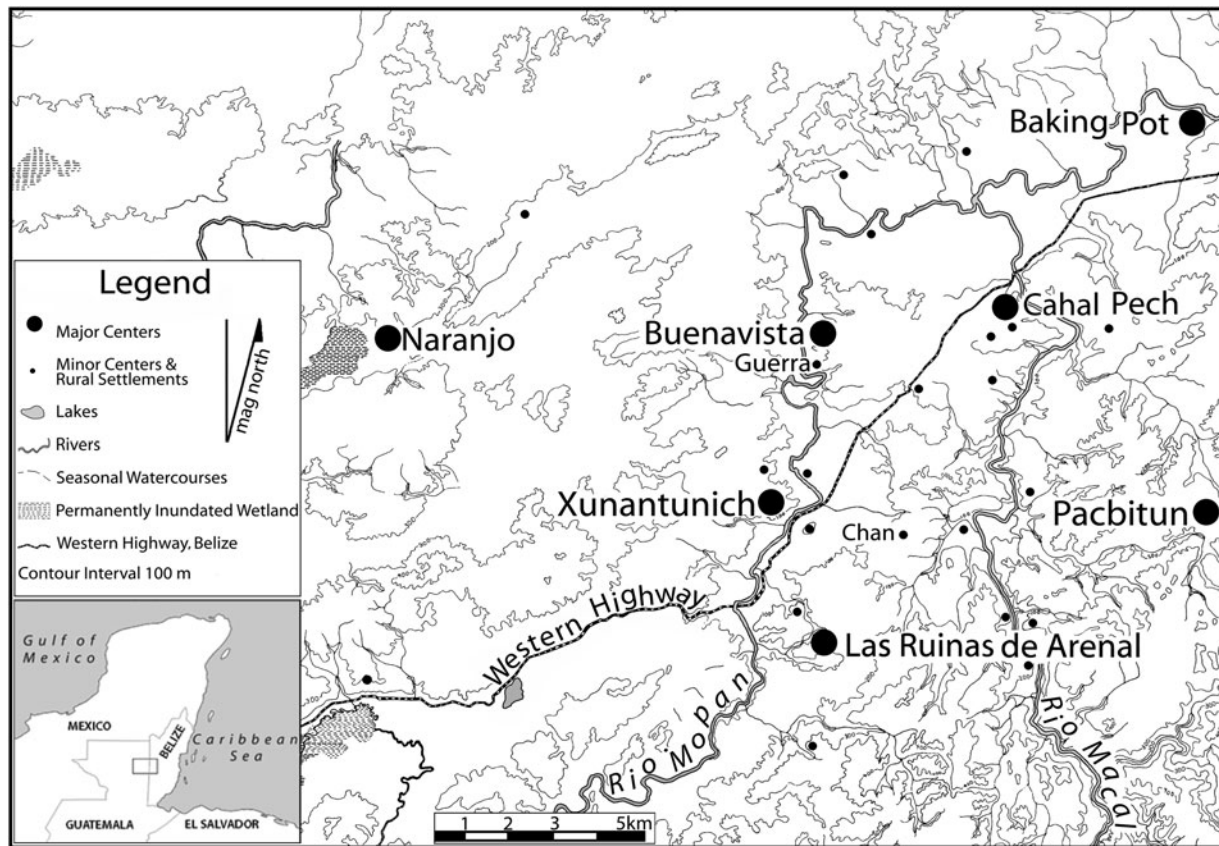 Baking Pot
Naranjo
Buenavista
Guerra
Cahal Pech
Xunantunich
Chan
Pacbitun
Las Ruinas de Arenal
Western Highway
Rio Mopan
Rio Macal
Legend
Major Centers
Minor Centers &
Rural Settlements
mag north
Lakes
Rivers
Seasonal Watercourses
Permanently Inundated Wetland
Western Highway, Belize
Contour Interval 100 m
Gulf of
Mexico
MEXICO
BELIZE
Caribbean
Sea
GUATEMALA
EL SALVADOR
1 2 3 5km